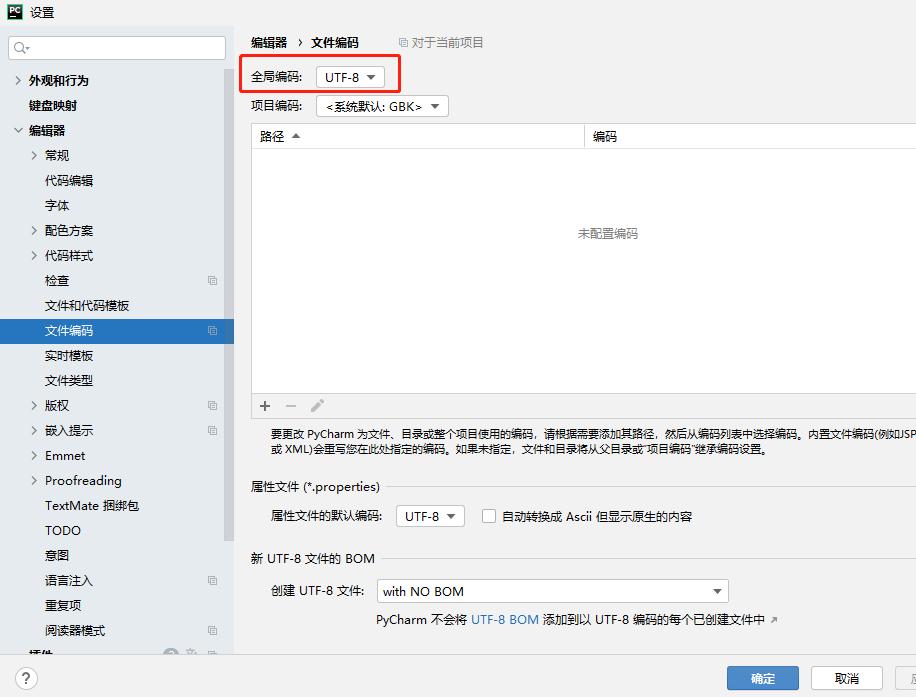 PC 设置
编辑器 › 文件编码 对于当前项目
全局编码: UTF-8
项目编码: <系统默认: GBK>
路径 编码
未配置编码
外观和行为
键盘映射
编辑器
常规
代码编辑
字体
配色方案
代码样式
检查
文件和代码模板
文件编码
实时模板
文件类型
版权
嵌入提示
Emmet
Proofreading
TextMate 捆绑包
TODO
意图
语言注入
重复项
阅读器模式
插件
要更改 PyCharm 为文件、目录或整个项目使用的编码，请根据需要添加其路径，然后从编码列表中选择编码。内置文件编码(例如JSP
或 XML)会重写您在此处指定的编码。如果未指定，文件和目录将从父目录或"项目编码"继承编码设置。
属性文件 (*.properties)
属性文件的默认编码: UTF-8 自动转换成 Ascii 但显示原生的内容
新 UTF-8 文件的 BOM
创建 UTF-8 文件: with NO BOM
PyCharm 不会将 UTF-8 BOM 添加到以 UTF-8 编码的每个已创建文件中 ↗
? 确定 取消